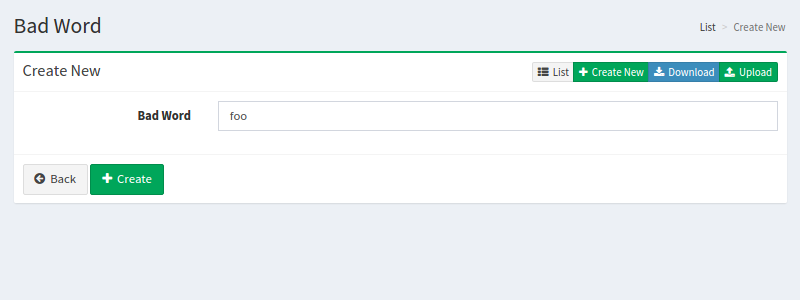 Bad Word
List > Create New
Create New
List Create New Download Upload
Bad Word foo
Back Create